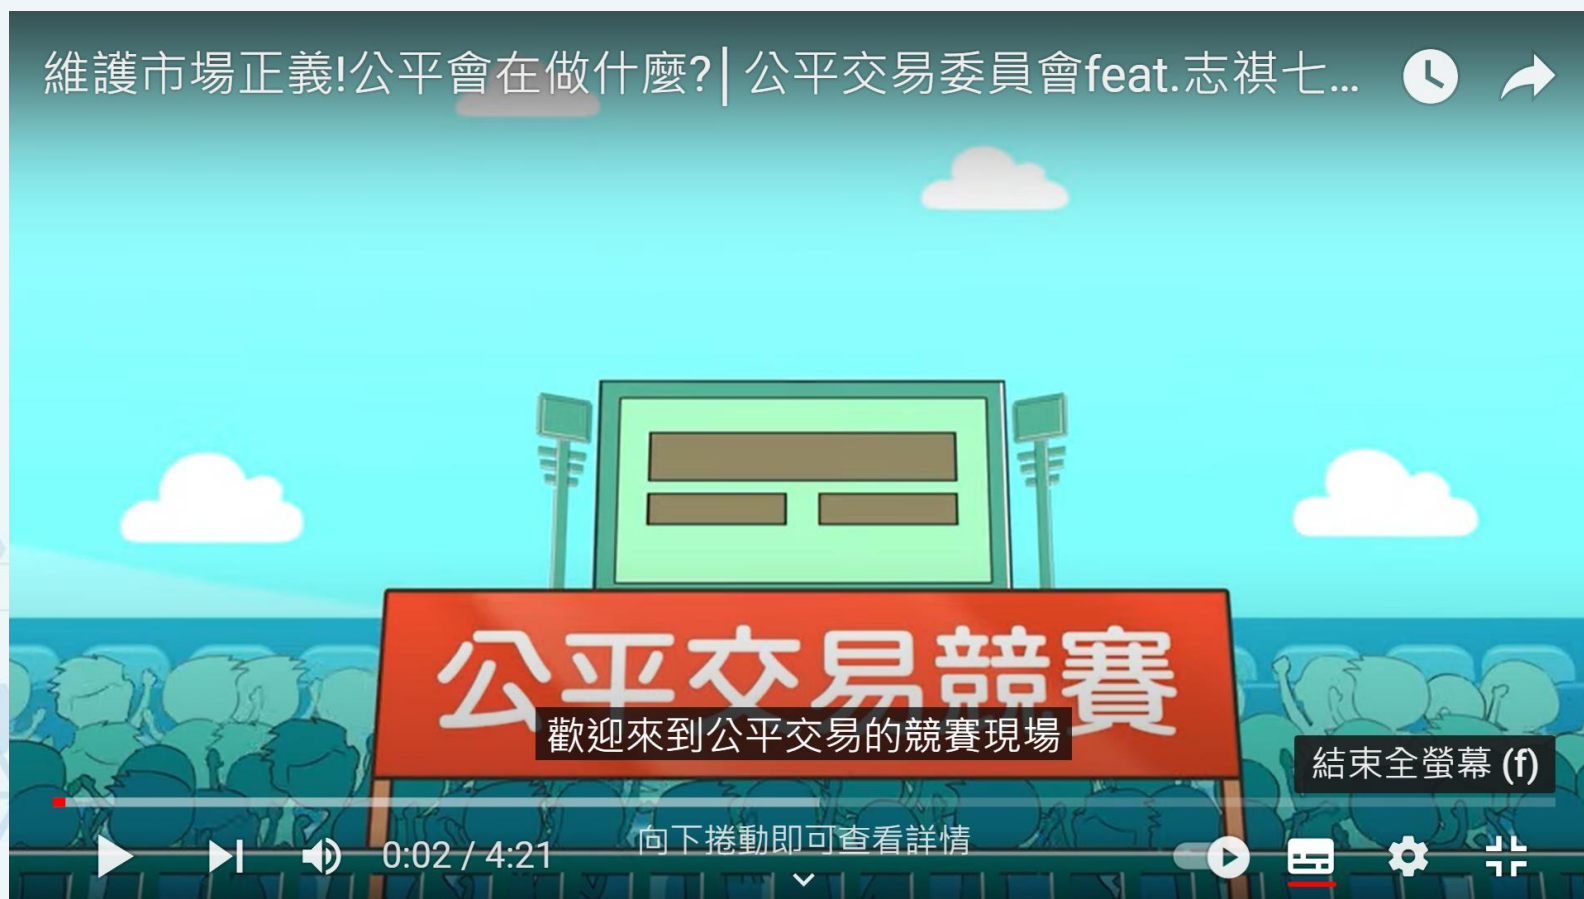 維護市場正義!公平會在做什麼?│公平交易委員會feat.志祺七...
公平交易競賽
歡迎來到公平交易的競賽現場
結束全螢幕 (f)
向下捲動即可查看詳情
0:02 / 4:21